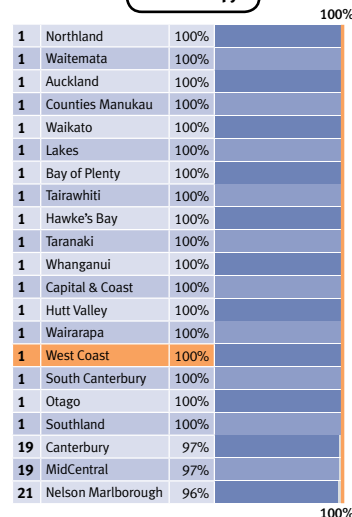 100%
1 Northland 100%
1 Waitemata 100%
1 Auckland 100%
1 Counties Manukau 100%
1 Waikato 100%
1 Lakes 100%
1 Bay of Plenty 100%
1 Tairawhiti 100%
1 Hawke's Bay 100%
1 Taranaki 100%
1 Whanganui 100%
1 Capital & Coast 100%
1 Hutt Valley 100%
1 Wairarapa 100%
1 West Coast 100%
1 South Canterbury 100%
1 Otago 100%
1 Southland 100%
19 Canterbury 97%
19 MidCentral 97%
21 Nelson Marlborough 96%
100%